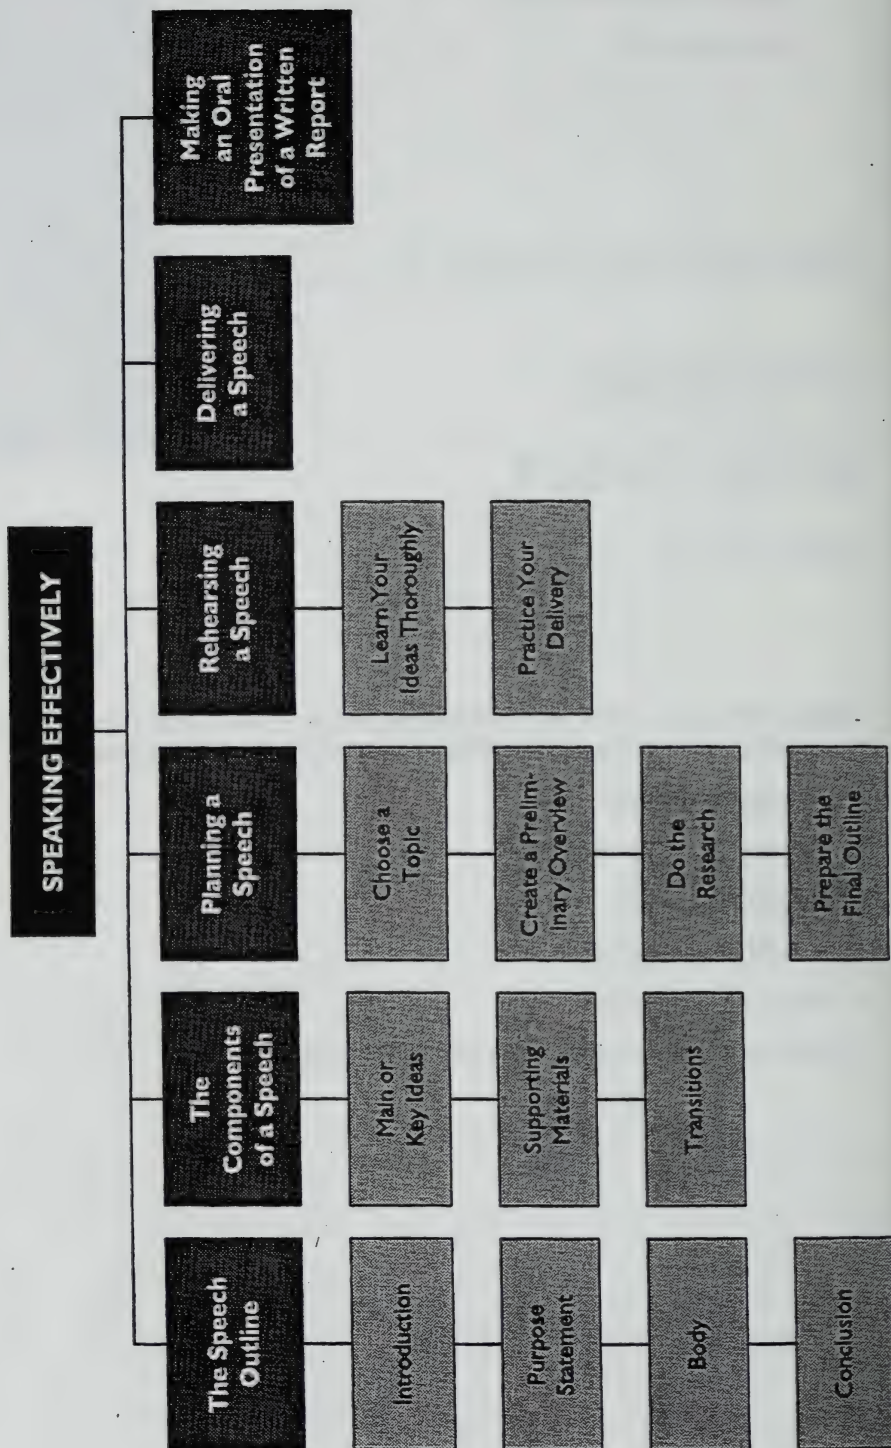 SPEAKING EFFECTIVELY
The Speech
Outline
Introduction
Purpose
Statement
Body
Conclusion
The
Components
of a Speech
Main or
Key Ideas
Supporting
Materials
Transitions
Planning a
Speech
Choose a
Topic
Create a Prelim-
inary Overview
Do the
Research
Prepare the
Final Outline
Rehearsing
a Speech
Learn Your
Ideas Thoroughly
Practice Your
Delivery
Delivering
a Speech
Making
an Oral
Presentation
of a Written
Report